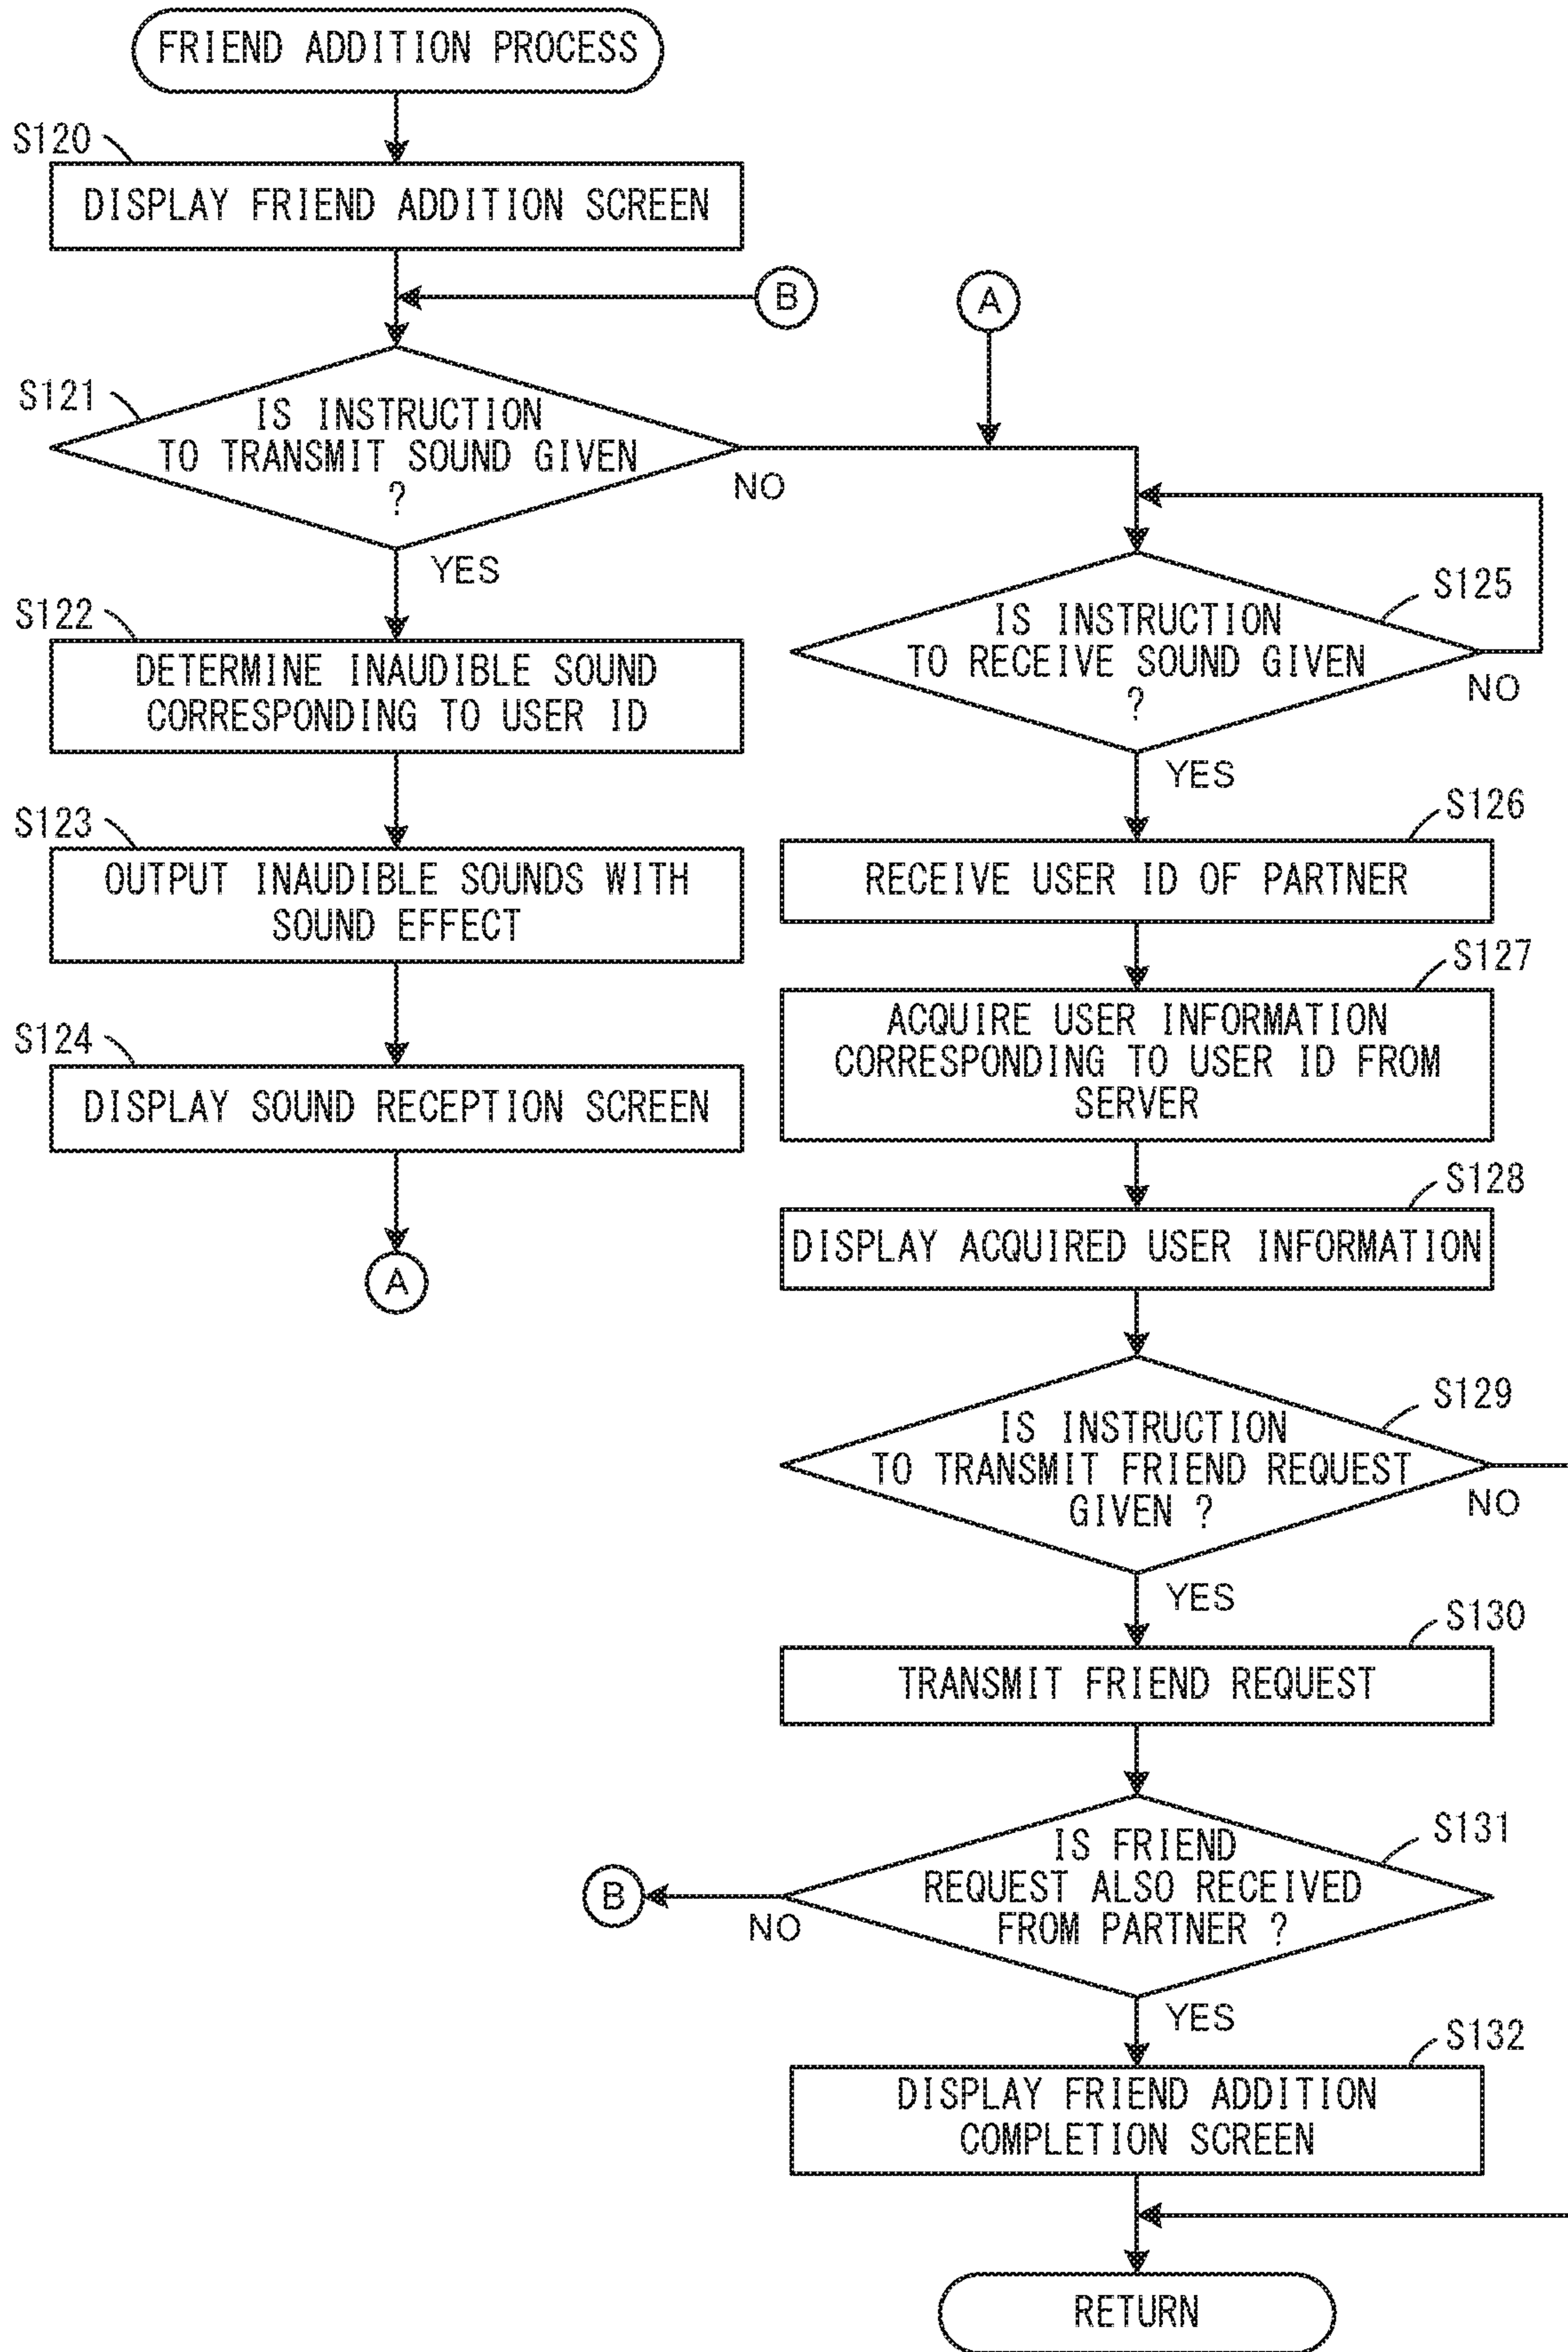 FRIEND ADDITION PROCESS
S120
DISPLAY FRIEND ADDITION SCREEN
B
S121
IS INSTRUCTION
TO TRANSMIT SOUND GIVEN
?
NO
YES
S122
DETERMINE INAUDIBLE SOUND
CORRESPONDING TO USER ID
S123
OUTPUT INAUDIBLE SOUNDS WITH
SOUND EFFECT
S124
DISPLAY SOUND RECEPTION SCREEN
A
A
S125
IS INSTRUCTION
TO RECEIVE SOUND GIVEN
?
NO
YES
S126
RECEIVE USER ID OF PARTNER
S127
ACQUIRE USER INFORMATION
CORRESPONDING TO USER ID FROM
SERVER
S128
DISPLAY ACQUIRED USER INFORMATION
S129
IS INSTRUCTION
TO TRANSMIT FRIEND REQUEST
GIVEN ?
NO
YES
S130
TRANSMIT FRIEND REQUEST
S131
IS FRIEND
REQUEST ALSO RECEIVED
FROM PARTNER ?
B
NO
YES
S132
DISPLAY FRIEND ADDITION
COMPLETION SCREEN
RETURN